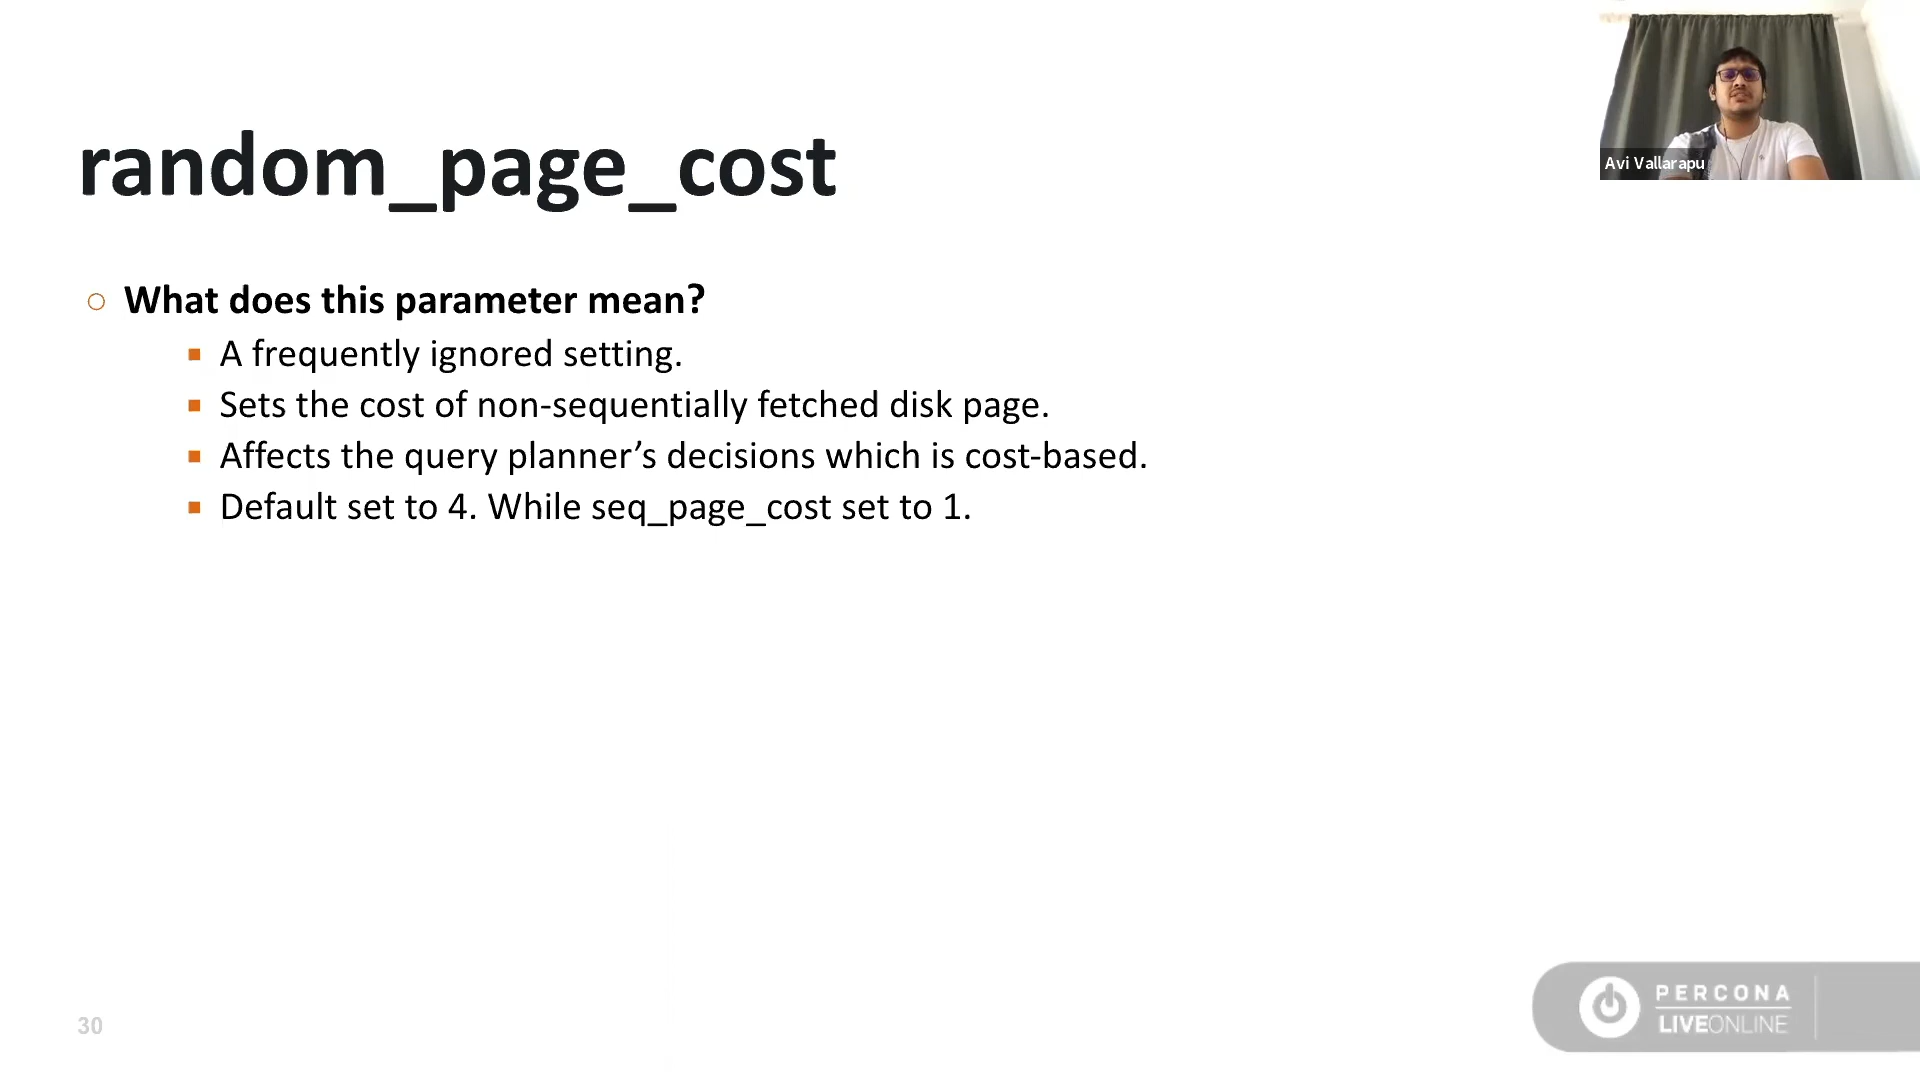 random_page_cost
What does this parameter mean?
A frequently ignored setting.
Sets the cost of non-sequentially fetched disk page.
Affects the query planner’s decisions which is cost-based.
Default set to 4. While seq_page_cost set to 1.
Avi Vallarapu
30
PERCONA
LIVEONLINE